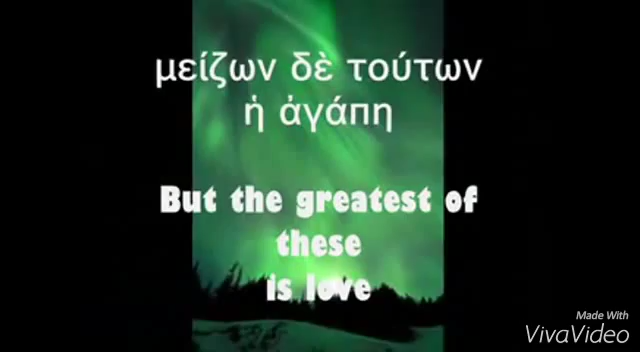 μείζων δὲ τούτων
ἡ ἀγάπη
But the greatest of
these
is love
Made With
VivaVideo